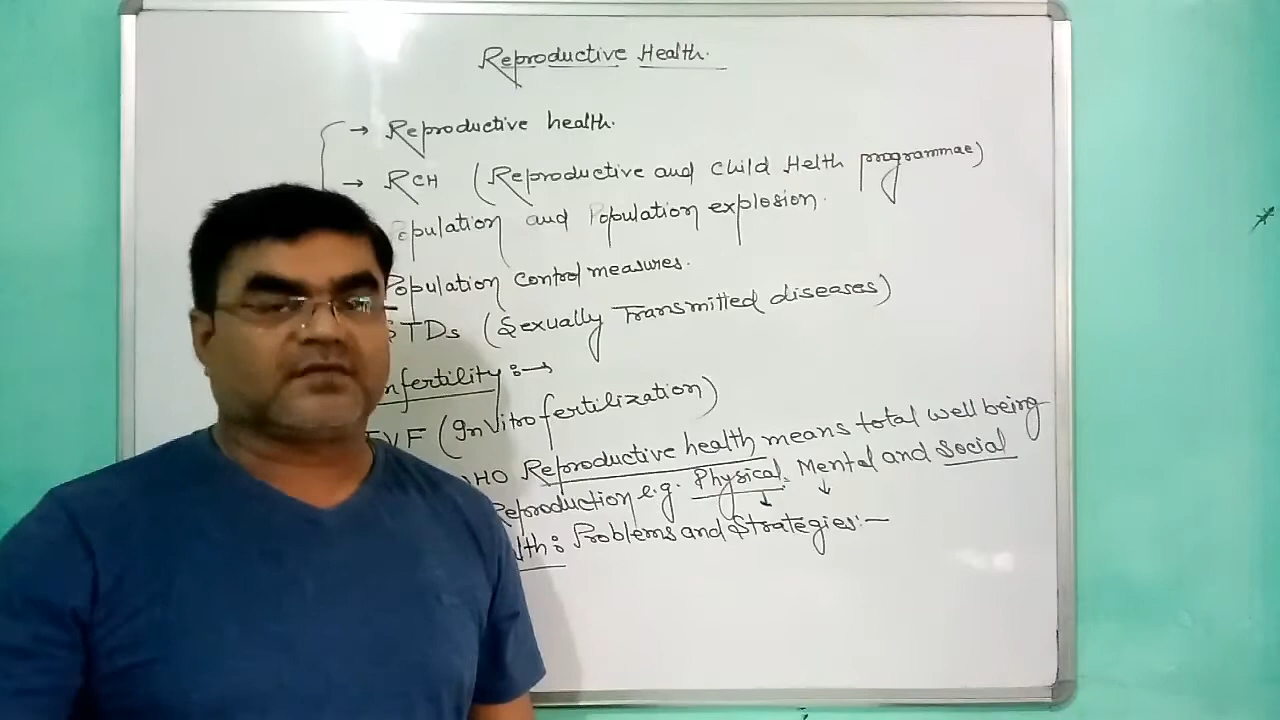 Reproductive Health.
→ Reproductive health.
→ RCH (Reproductive and Child Helth programmae)
Population and Population explosion.
Population Control measures.
STDs (Sexually Transmitted diseases)
nfertility :→
VF (In Vitro fertilization)
HO Reproductive health means total well being
Reproduction e.g. Physical, Mental and Social
lth : Problems and Strategies :—